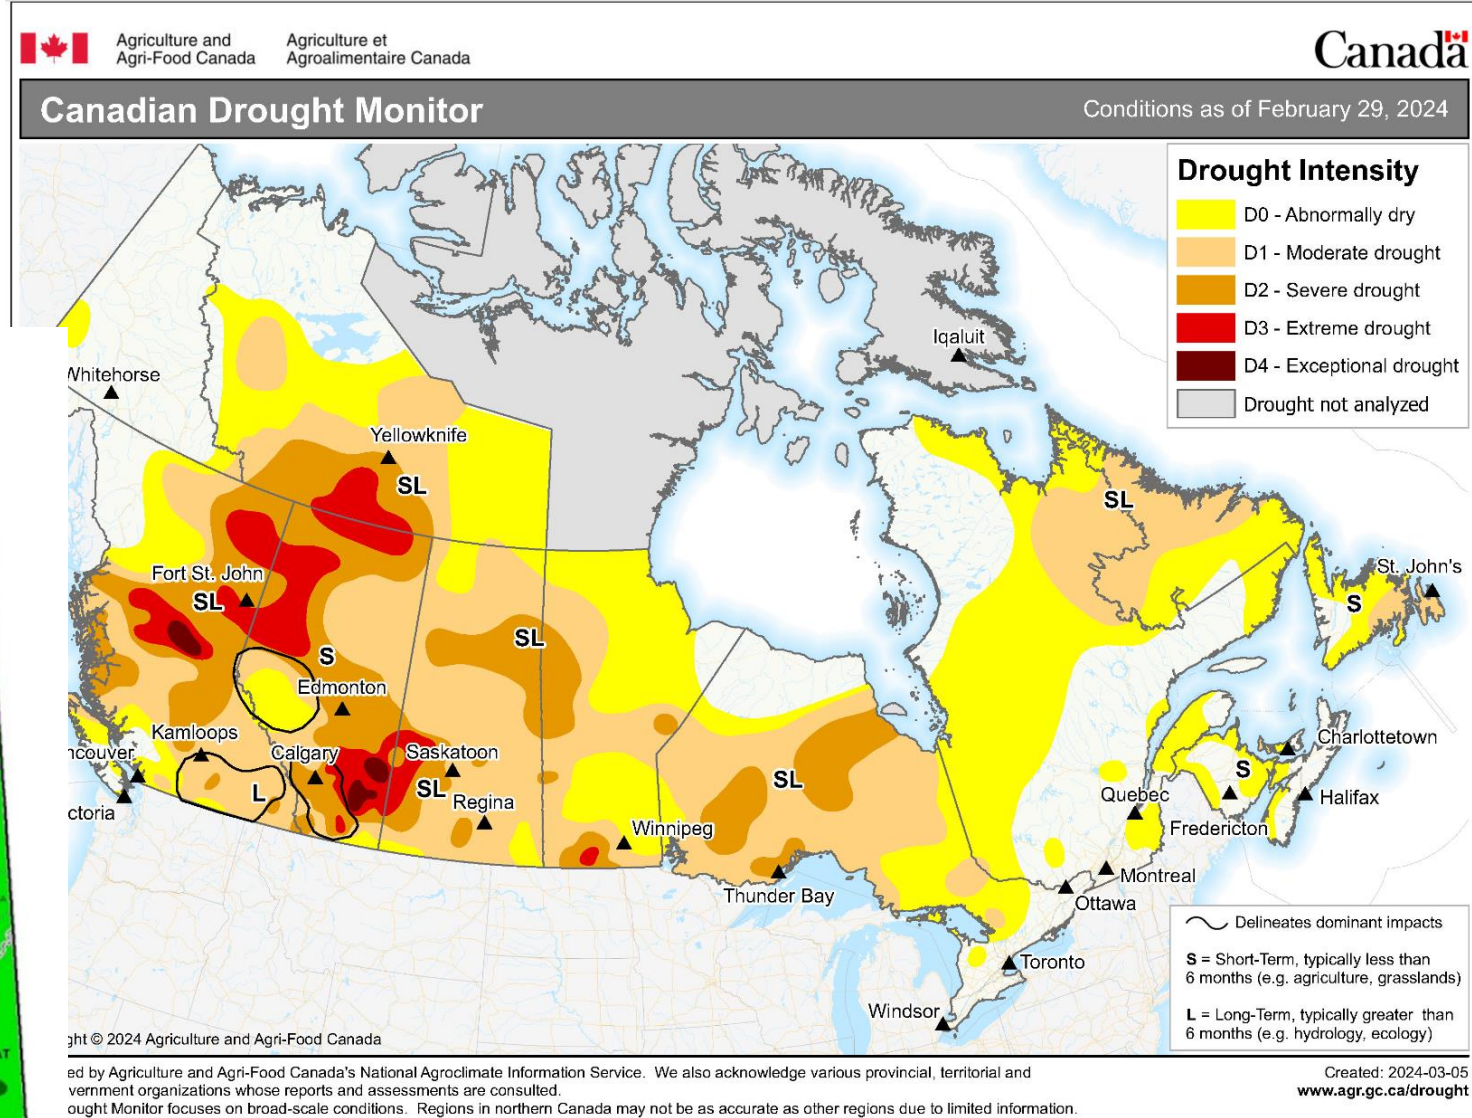 Agriculture and
Agri-Food Canada
Agriculture et
Agroalimentaire Canada
Canada
Canadian Drought Monitor
Conditions as of February 29, 2024
Drought Intensity
D0 - Abnormally dry
D1 - Moderate drought
D2 - Severe drought
D3 - Extreme drought
D4 - Exceptional drought
Drought not analyzed
Iqaluit
Whitehorse
Yellowknife
SL
SL
Fort St. John
SL
St. John's
S
SL
S
Edmonton
Kamloops
Calgary
Saskatoon
ncouver
Charlottetown
S
SL
L
SL
Regina
Quebec
Halifax
ctoria
Winnipeg
Fredericton
Thunder Bay
Montreal
Ottawa
Toronto
Windsor
Delineates dominant impacts
S = Short-Term, typically less than
6 months (e.g. agriculture, grasslands)
L = Long-Term, typically greater than
6 months (e.g. hydrology, ecology)
ght © 2024 Agriculture and Agri-Food Canada
ed by Agriculture and Agri-Food Canada's National Agroclimate Information Service. We also acknowledge various provincial, territorial and
vernment organizations whose reports and assessments are consulted.
ought Monitor focuses on broad-scale conditions. Regions in northern Canada may not be as accurate as other regions due to limited information.
Created: 2024-03-05
www.agr.gc.ca/drought